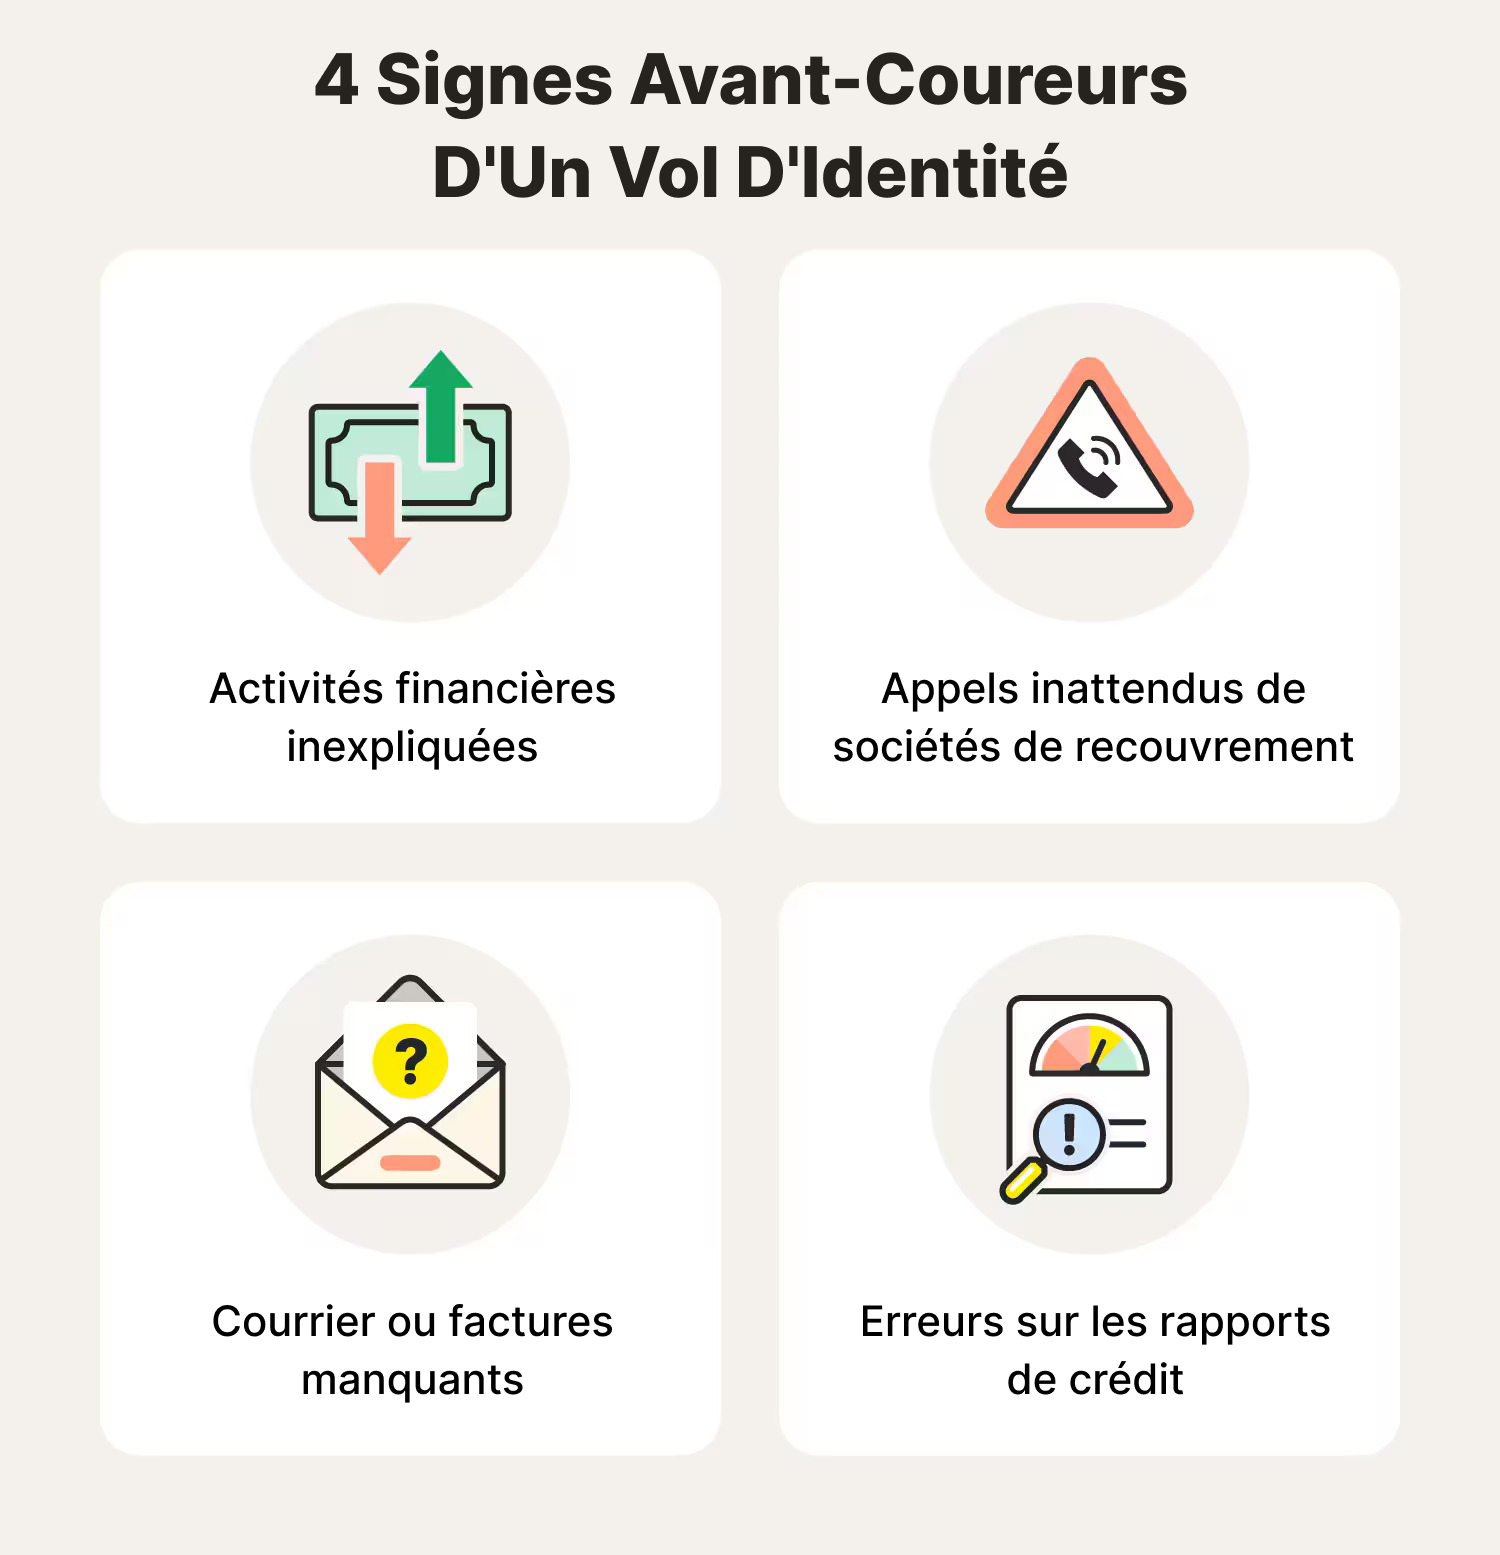 4 Signes Avant-Coureurs
D'Un Vol D'Identité
Activités financières
inexpliquées
Appels inattendus de
sociétés de recouvrement
?
Courrier ou factures
manquants
!
Erreurs sur les rapports
de crédit